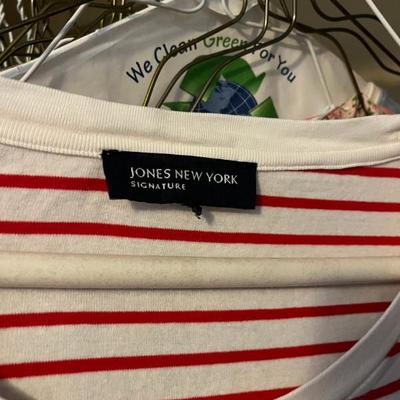 We Clean Green For You
JONES NEW YORK
SIGNATURE